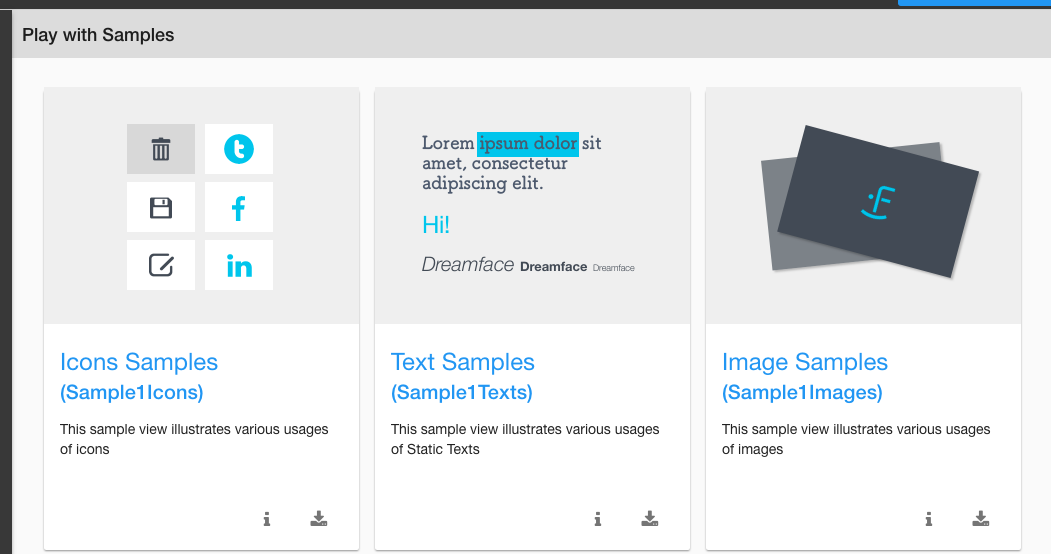 Play with Samples
Lorem ipsum dolor sit
amet, consectetur
adipiscing elit.
Hi!
Dreamface Dreamface Dreamface
Icons Samples
(Sample1Icons)
This sample view illustrates various usages
of icons
Text Samples
(Sample1Texts)
This sample view illustrates various usages
of Static Texts
Image Samples
(Sample1Images)
This sample view illustrates various usages
of images